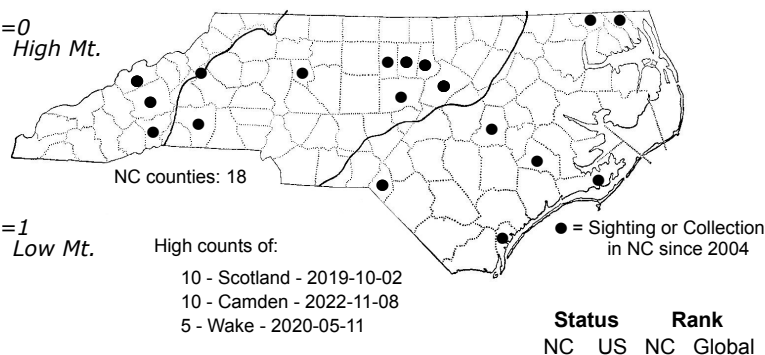 =0
High Mt.
NC counties: 18
=1
Low Mt.
● = Sighting or Collection
in NC since 2004
High counts of:
10 - Scotland - 2019-10-02
10 - Camden - 2022-11-08
5 - Wake - 2020-05-11
Status Rank
NC US NC Global